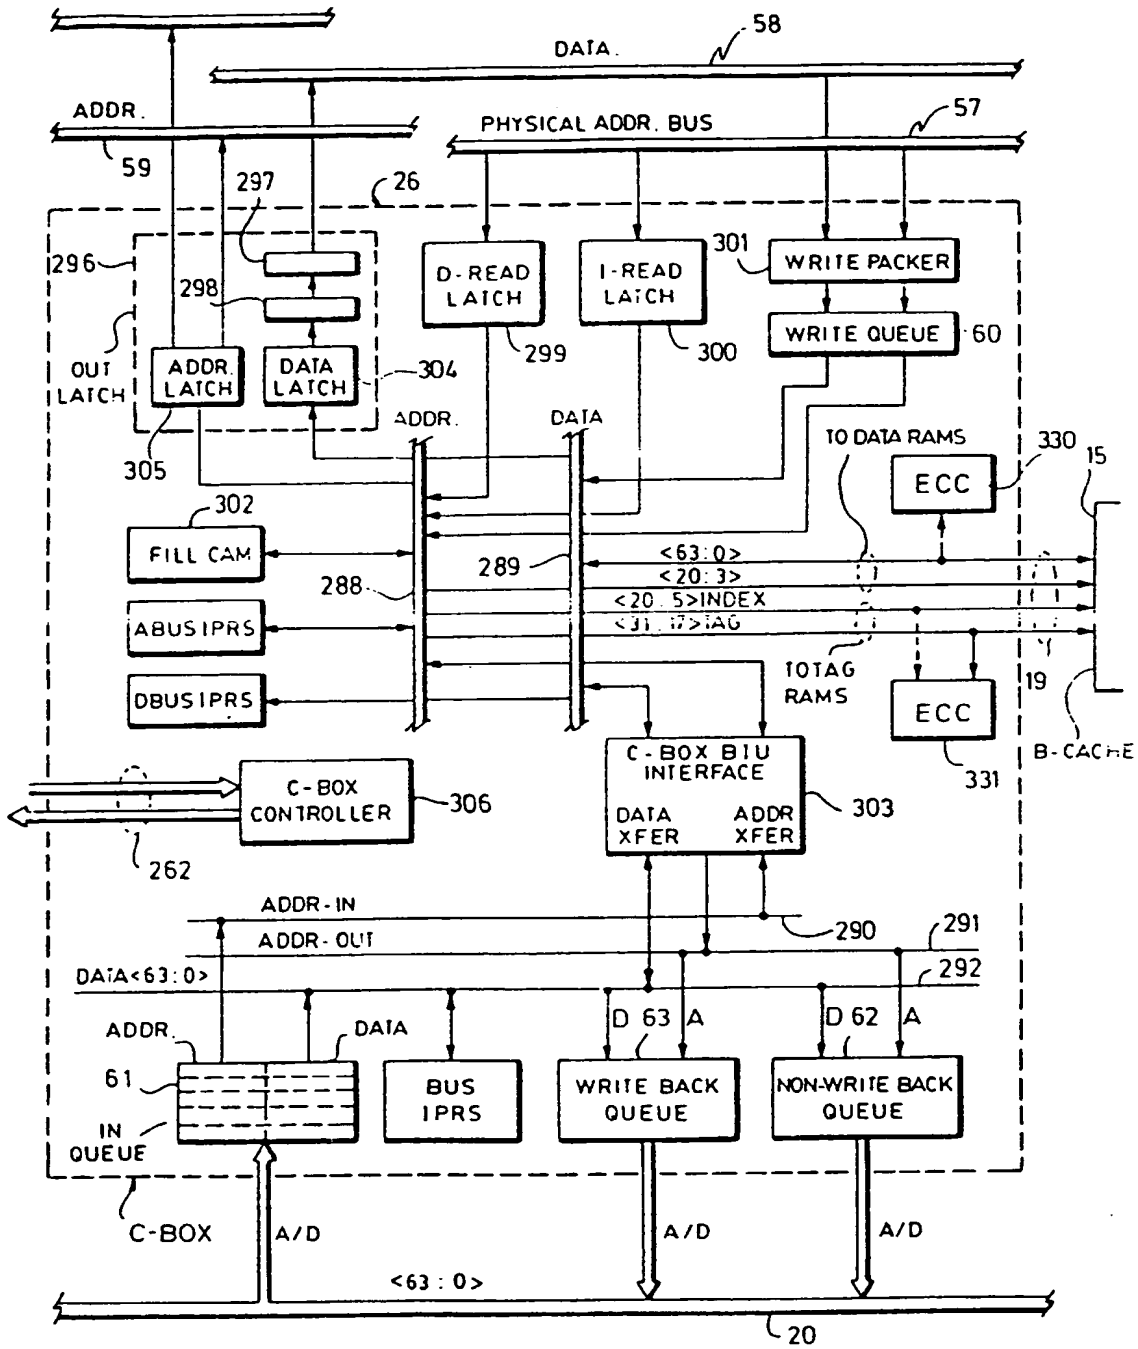 58
DATA.
ADDR.
PHYSICAL ADDR. BUS
57
59
297
26
296
298
D-READ
LATCH
I-READ
LATCH
301
WRITE PACKER
WRITE QUEUE
60
299
300
OUT
LATCH
ADDR.
LATCH
DATA
LATCH
304
305
ADDR.
DATA
TO DATA RAMS
330
ECC
15
302
FILL CAM
288
289
<63:0>
<20:3>
<20:5>INDEX
<31:17>TAG
ABUS IPRS
DBUS IPRS
TO TAG
RAMS
ECC
331
19
B-CACHE
C-BOX BIU
INTERFACE
DATA
XFER
ADDR
XFER
303
C-BOX
CONTROLLER
306
262
ADDR-IN
290
ADDR-OUT
291
DATA<63:0>
292
ADDR.
DATA
D 63 A
D 62 A
61
IN
QUEUE
BUS
IPRS
WRITE BACK
QUEUE
NON-WRITE BACK
QUEUE
C-BOX
A/D
A/D
A/D
<63:0>
20